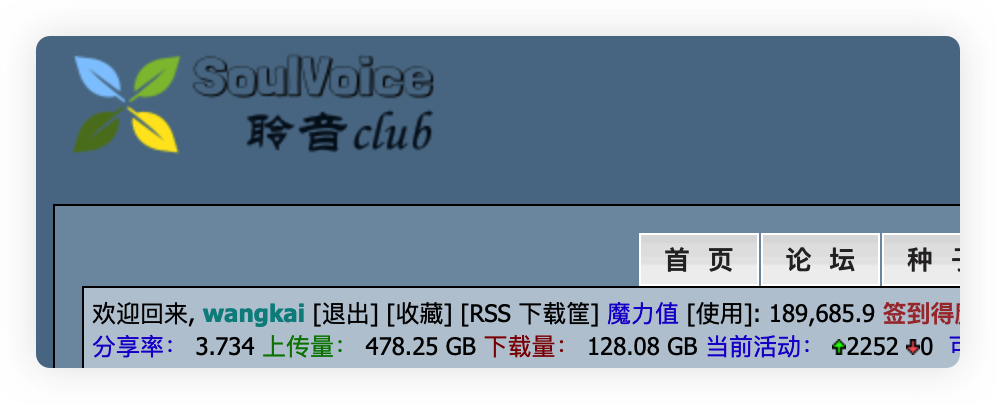 SoulVoice
聆音club
首页 论坛 种
欢迎回来, wangkai [退出] [收藏] [RSS 下载筐] 魔力值 [使用]: 189,685.9 签到得
分享率： 3.734 上传量： 478.25 GB 下载量： 128.08 GB 当前活动： 2252 0